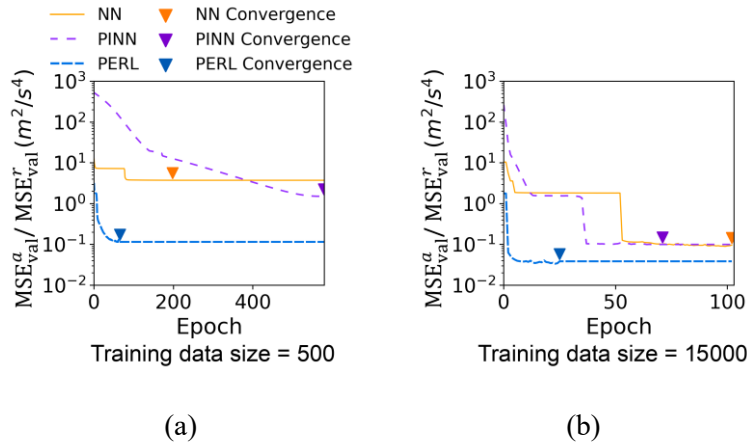 NN
NN Convergence
PINN
PINN Convergence
PERL
PERL Convergence
MSE^a_val / MSE^r_val (m²/s⁴)
10³
10²
10¹
10⁰
10⁻¹
10⁻²
0
200
400
Epoch
Training data size = 500
(a)
MSE^a_val / MSE^r_val (m²/s⁴)
10³
10²
10¹
10⁰
10⁻¹
10⁻²
0
50
100
Epoch
Training data size = 15000
(b)